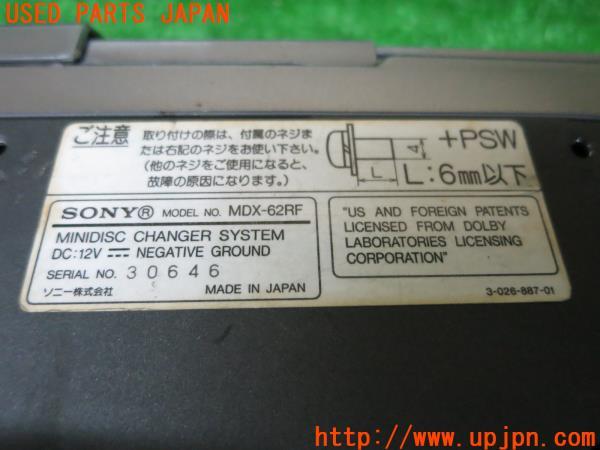 USED PARTS JAPAN
ご注意
取り付けの際は、付属のネジま
たは右記のネジをお使い下さい。
(他のネジをご使用になると、
故障の原因になります。)
L
4
+PSW
L:6mm以下
SONY® MODEL NO. MDX-62RF
MINIDISC CHANGER SYSTEM
DC:12V NEGATIVE GROUND
SERIAL NO. 30646
ソニー株式会社 MADE IN JAPAN
"US AND FOREIGN PATENTS
LICENSED FROM DOLBY
LABORATORIES LICENSING
CORPORATION"
3-026-887-01
UPJ
http://www.upjpn.com